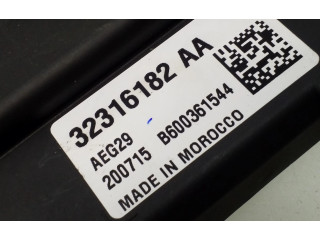 32316182 AA
AEG29 -
200715 B600361544
MADE IN MOROCCO